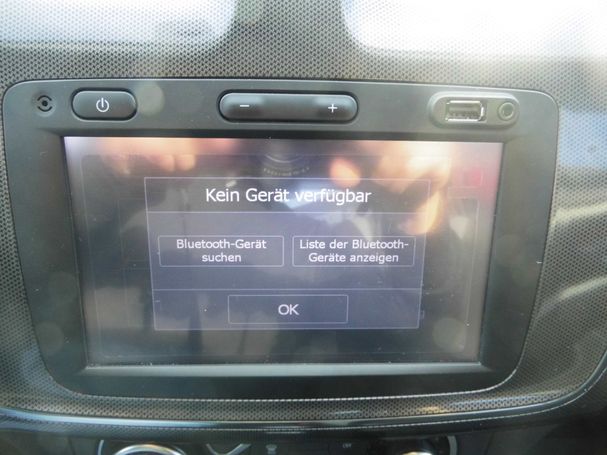 Kein Gerät verfügbar
Bluetooth-Gerät
suchen
Liste der Bluetooth-
Geräte anzeigen
OK